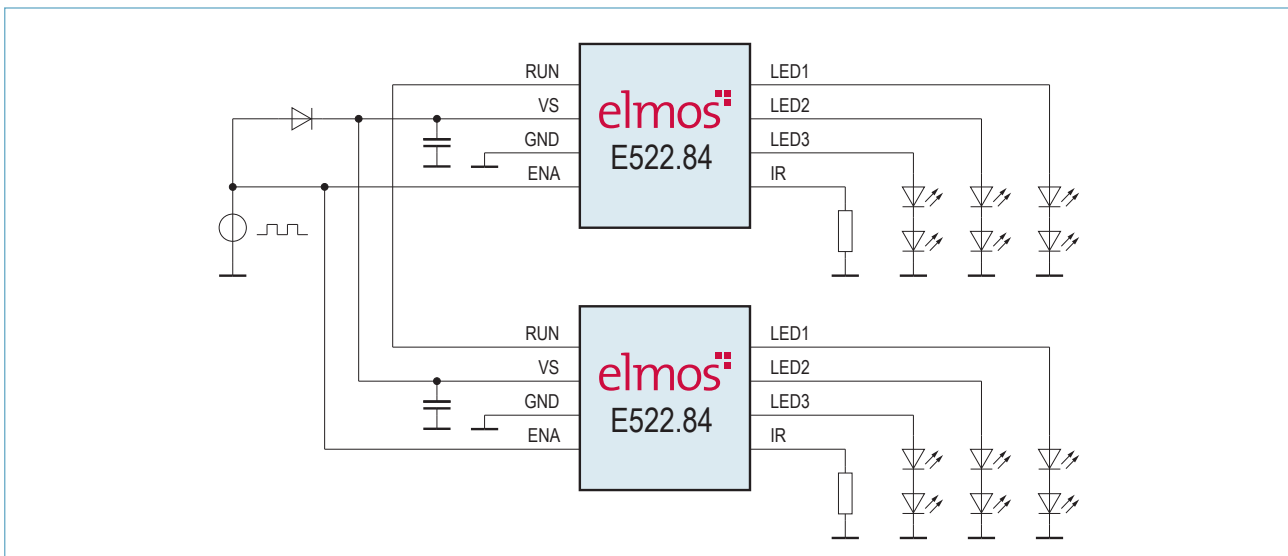 RUN
VS
GND
ENA
elmos
E522.84
LED1
LED2
LED3
IR
RUN
VS
GND
ENA
elmos
E522.84
LED1
LED2
LED3
IR